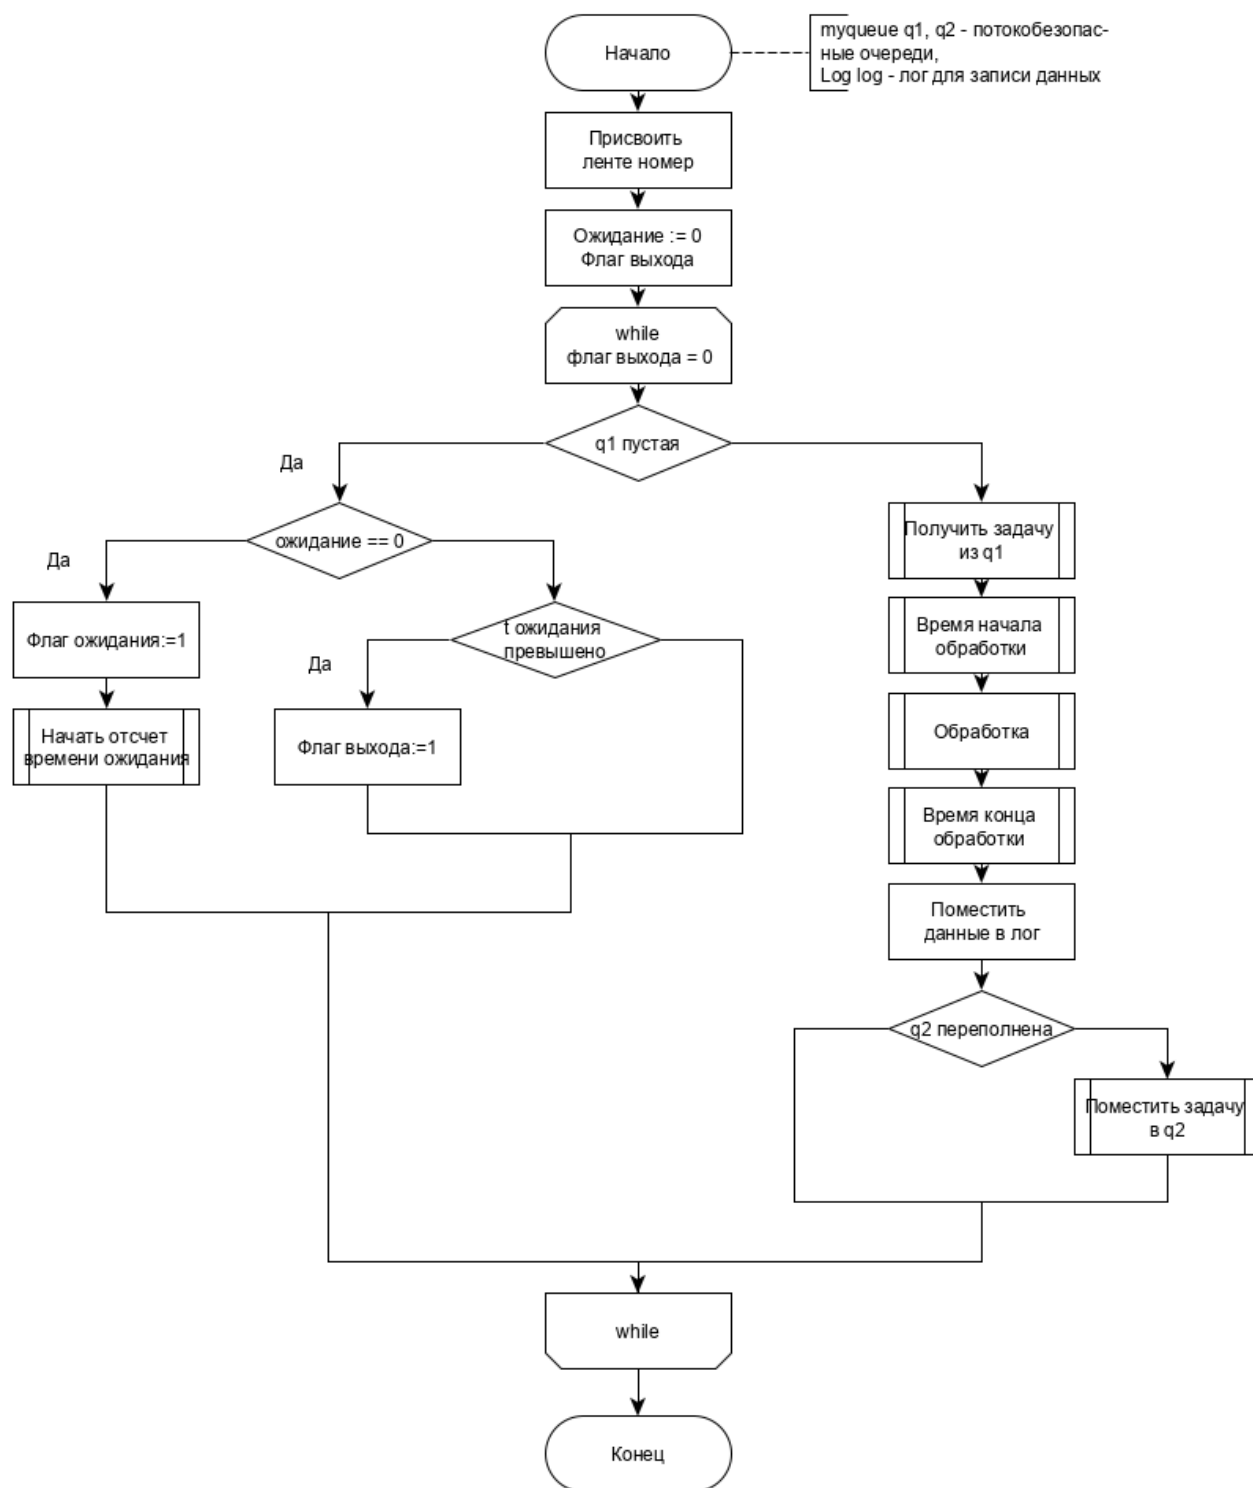 Начало
myqueue q1, q2 - потокобезопас-
ные очереди,
Log log - лог для записи данных
Присвоить
ленте номер
Ожидание := 0
Флаг выхода
while
флаг выхода = 0
q1 пустая
Да
ожидание == 0
Да
Флаг ожидания:=1
Начать отсчет
времени ожидания
t ожидания
превышено
Да
Флаг выхода:=1
Получить задачу
из q1
Время начала
обработки
Обработка
Время конца
обработки
Поместить
данные в лог
q2 переполнена
Поместить задачу
в q2
while
Конец